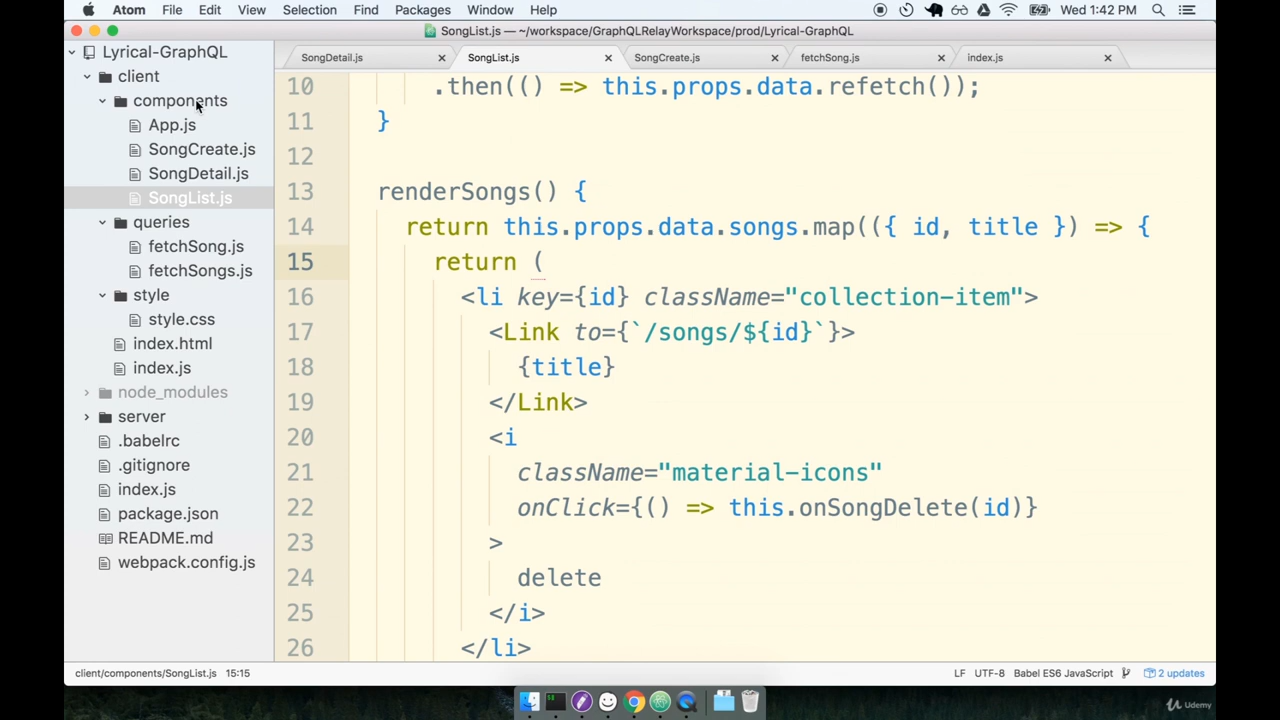 Atom File Edit View Selection Find Packages Window Help Wed 1:42 PM
SongList.js — ~/workspace/GraphQLRelayWorkspace/prod/Lyrical-GraphQL
Lyrical-GraphQL
client
components
App.js
SongCreate.js
SongDetail.js
SongList.js
queries
fetchSong.js
fetchSongs.js
style
style.css
index.html
index.js
node_modules
server
.babelrc
.gitignore
index.js
package.json
README.md
webpack.config.js
SongDetail.js SongList.js SongCreate.js fetchSong.js index.js
10 .then(() => this.props.data.refetch());
11 }
12
13 renderSongs() {
14 return this.props.data.songs.map(({ id, title }) => {
15 return (
16 <li key={id} className="collection-item">
17 <Link to={`/songs/${id}`}>
18 {title}
19 </Link>
20 <i
21 className="material-icons"
22 onClick={() => this.onSongDelete(id)}
23 >
24 delete
25 </i>
26 </li>
client/components/SongList.js 15:15 LF UTF-8 Babel ES6 JavaScript 2 updates
Udemy